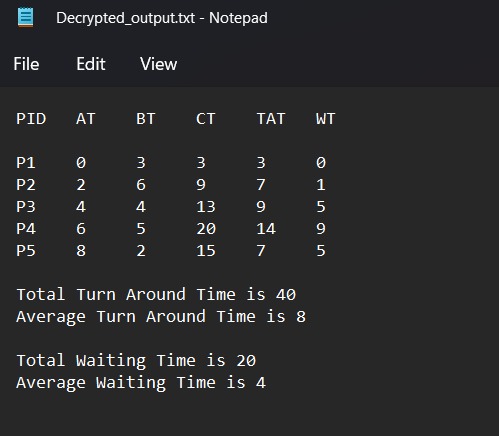 Decrypted_output.txt - Notepad
File Edit View
PID AT BT CT TAT WT
P1 0 3 3 3 0
P2 2 6 9 7 1
P3 4 4 13 9 5
P4 6 5 20 14 9
P5 8 2 15 7 5
Total Turn Around Time is 40
Average Turn Around Time is 8
Total Waiting Time is 20
Average Waiting Time is 4